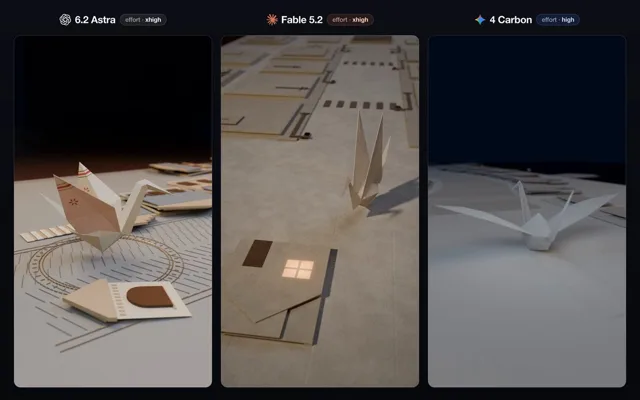 6.2 Astra effort · xhigh
Fable 5.2 effort · xhigh
4 Carbon effort · high